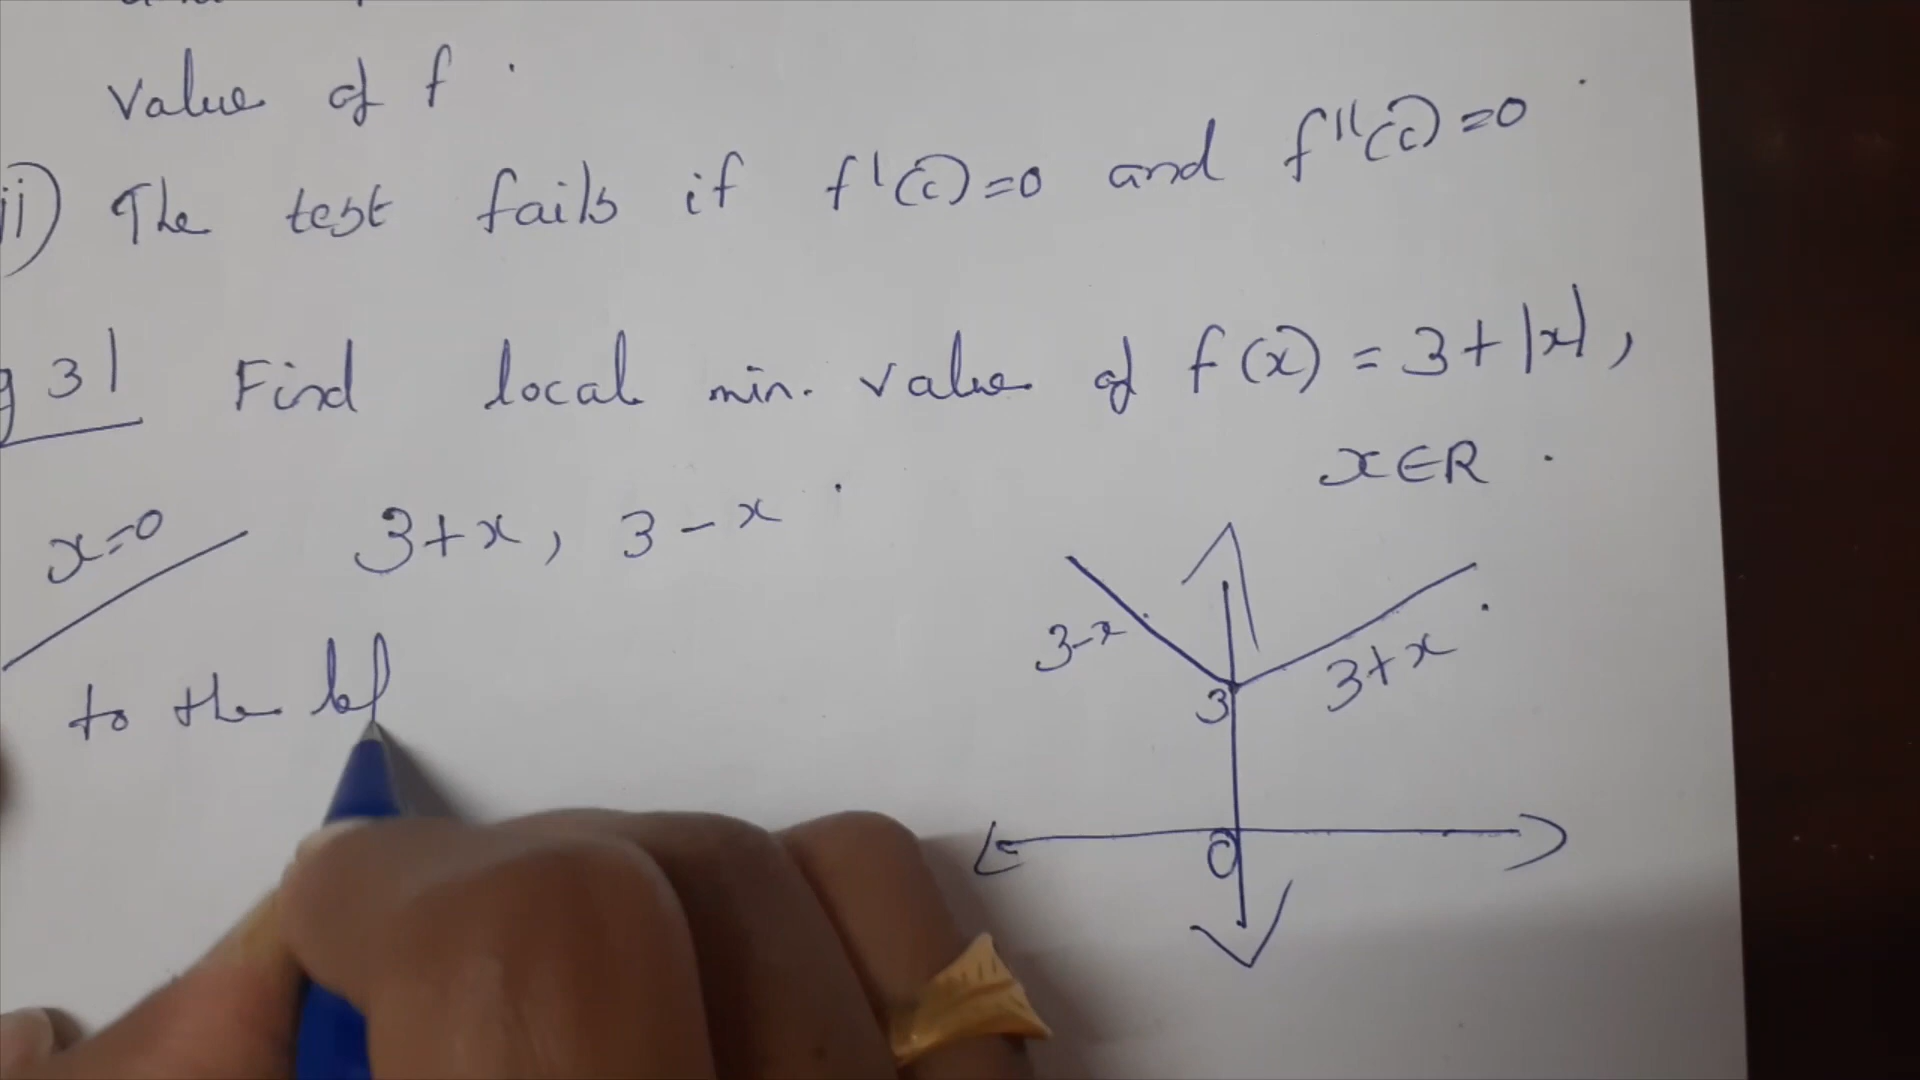 Value of f.
ii) The test fails if f'(c)=0 and f''(c)=0.
g 31 Find local min. value of f(x) = 3+|x|,
x∈R.
x=0 3+x, 3-x.
3-x
3+x
3
to the lef
0